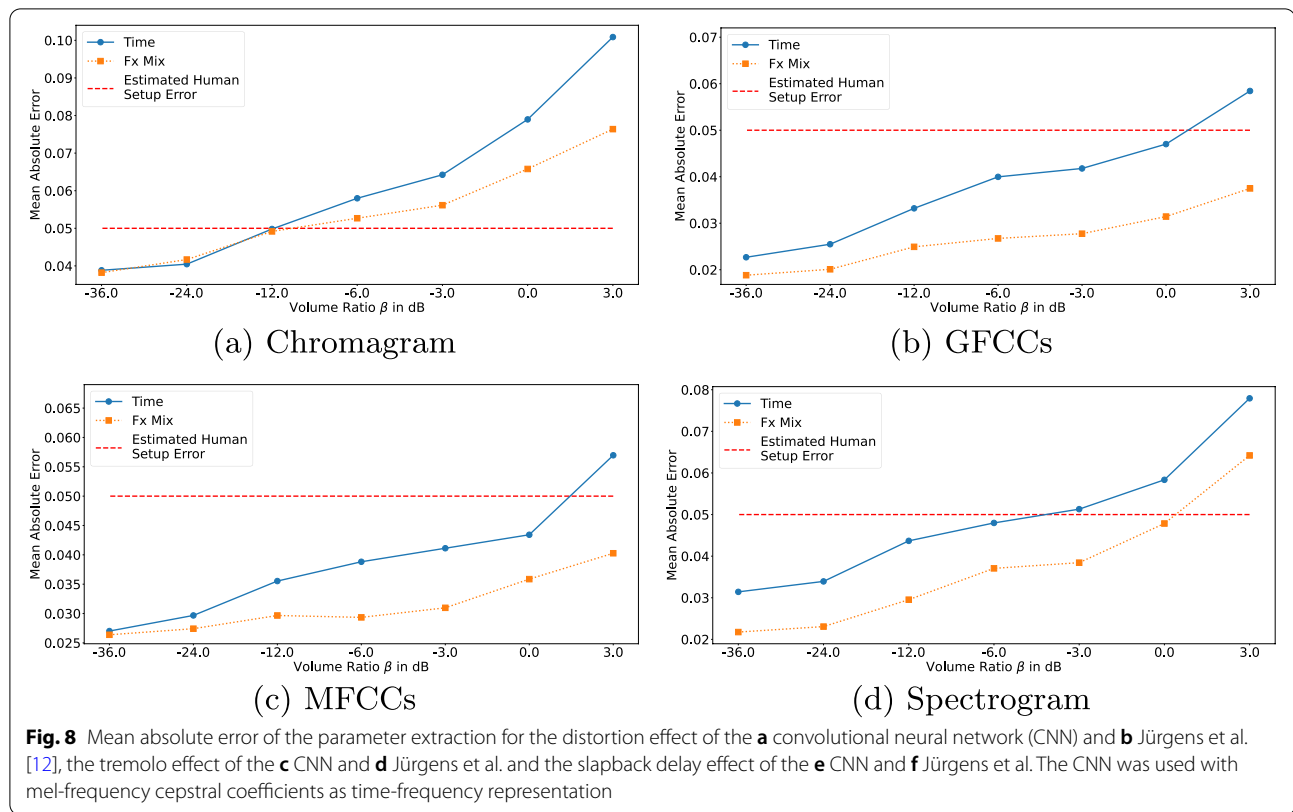 0.10
0.09
0.08
0.07
0.06
0.05
0.04
Mean Absolute Error
Time
Fx Mix
Estimated Human
Setup Error
-36.0 -24.0 -12.0 -6.0 -3.0 0.0 3.0
Volume Ratio β in dB
(a) Chromagram
0.07
0.06
0.05
0.04
0.03
0.02
Mean Absolute Error
Time
Fx Mix
Estimated Human
Setup Error
-36.0 -24.0 -12.0 -6.0 -3.0 0.0 3.0
Volume Ratio β in dB
(b) GFCCs
0.065
0.060
0.055
0.050
0.045
0.040
0.035
0.030
0.025
Mean Absolute Error
Time
Fx Mix
Estimated Human
Setup Error
-36.0 -24.0 -12.0 -6.0 -3.0 0.0 3.0
Volume Ratio β in dB
(c) MFCCs
0.08
0.07
0.06
0.05
0.04
0.03
0.02
Mean Absolute Error
Time
Fx Mix
Estimated Human
Setup Error
-36.0 -24.0 -12.0 -6.0 -3.0 0.0 3.0
Volume Ratio β in dB
(d) Spectrogram
Fig. 8 Mean absolute error of the parameter extraction for the distortion effect of the a convolutional neural network (CNN) and b Jürgens et al.
[12], the tremolo effect of the c CNN and d Jürgens et al. and the slapback delay effect of the e CNN and f Jürgens et al. The CNN was used with
mel-frequency cepstral coefficients as time-frequency representation